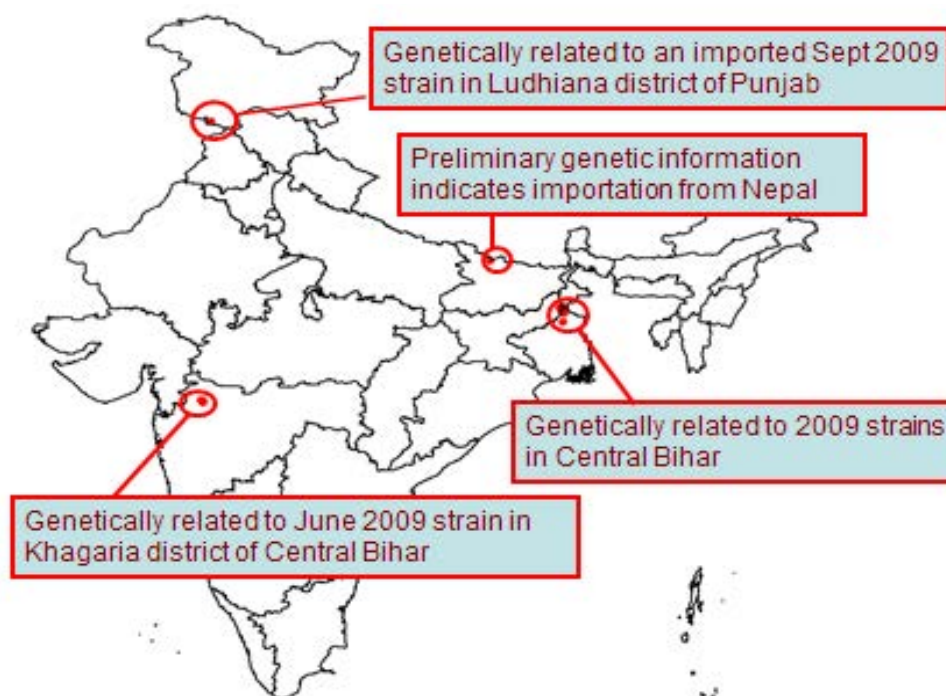 Genetically related to an imported Sept 2009
strain in Ludhiana district of Punjab
Preliminary genetic information
indicates importation from Nepal
Genetically related to 2009 strains
in Central Bihar
Genetically related to June 2009 strain in
Khagaria district of Central Bihar